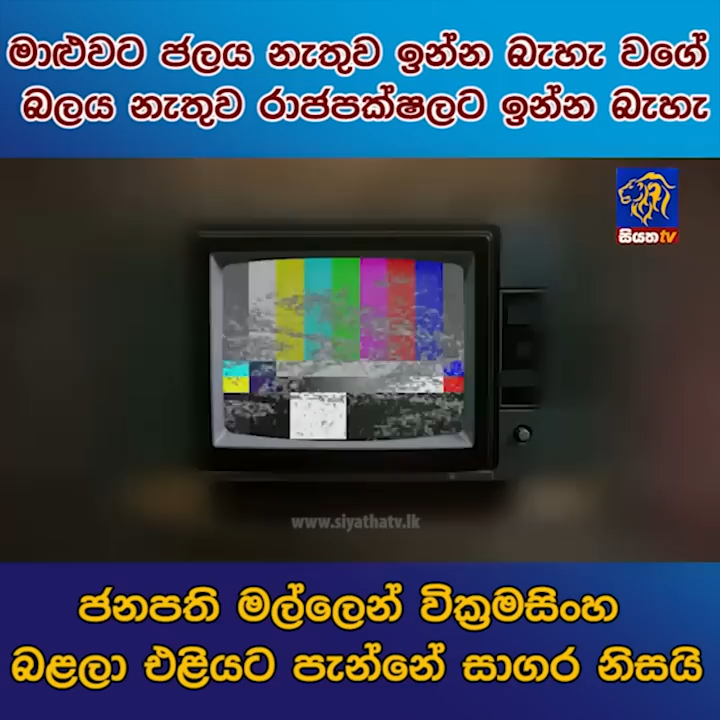 මාළුවට ජලය නැතුව ඉන්න බැහැ වගේ
බලය නැතුව රාජපක්ෂලට ඉන්න බැහැ
සියත tv
www.siyathatv.lk
ජනපති මල්ලෙන් වික්‍රමසිංහ
බළලා එළියට පැන්නේ සාගර නිසයි